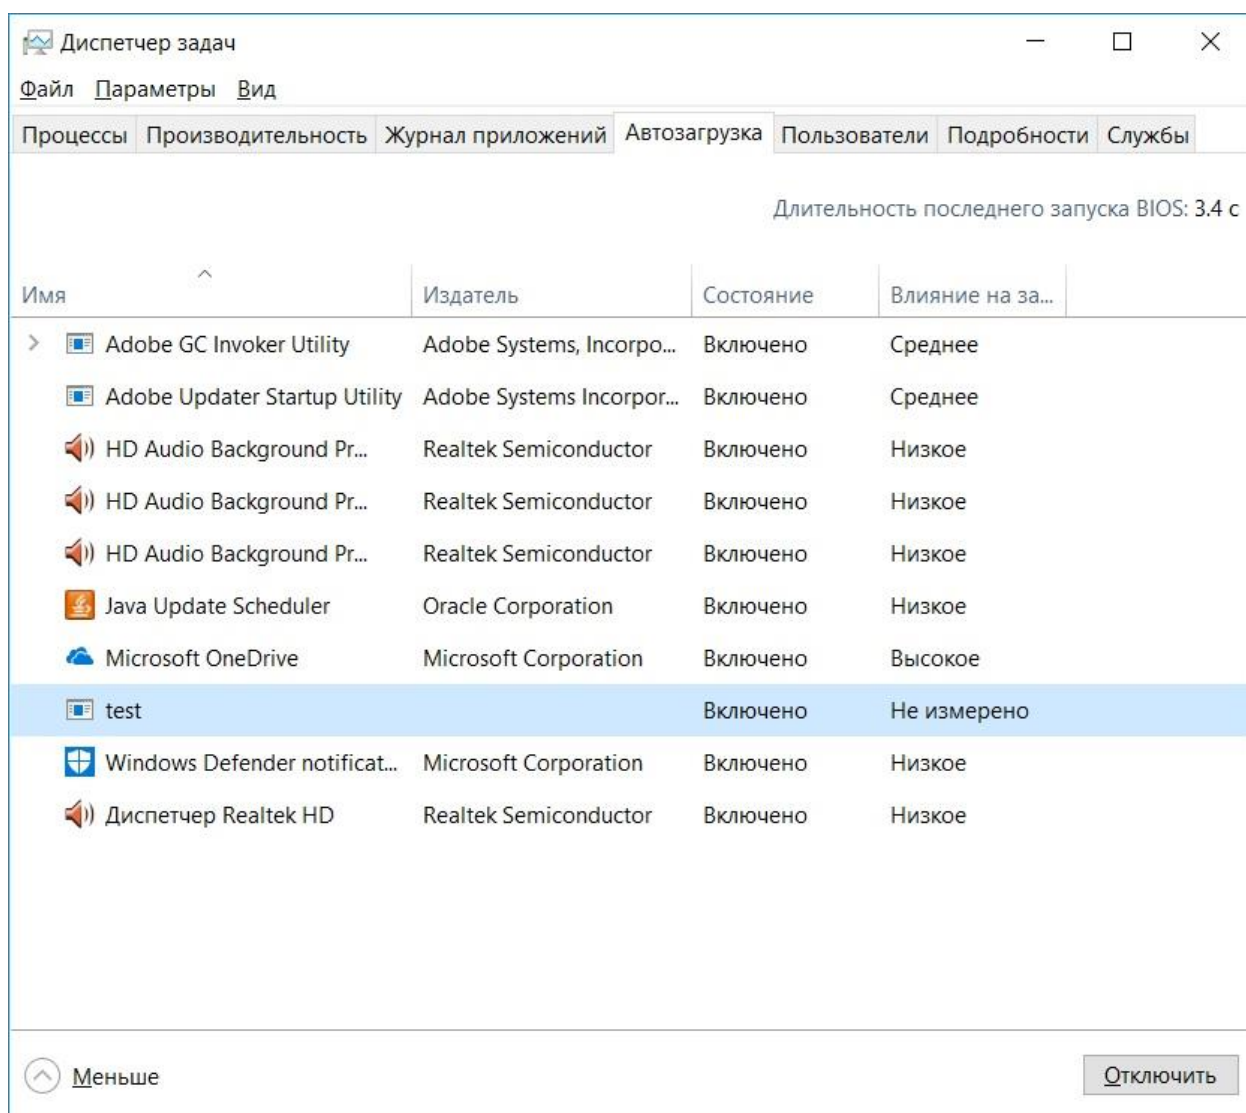 Диспетчер задач
Файл Параметры Вид
Процессы Производительность Журнал приложений Автозагрузка Пользователи Подробности Службы
Длительность последнего запуска BIOS: 3.4 с
Имя Издатель Состояние Влияние на за...
Adobe GC Invoker Utility Adobe Systems, Incorpo... Включено Среднее
Adobe Updater Startup Utility Adobe Systems Incorpor... Включено Среднее
HD Audio Background Pr... Realtek Semiconductor Включено Низкое
HD Audio Background Pr... Realtek Semiconductor Включено Низкое
HD Audio Background Pr... Realtek Semiconductor Включено Низкое
Java Update Scheduler Oracle Corporation Включено Низкое
Microsoft OneDrive Microsoft Corporation Включено Высокое
test Включено Не измерено
Windows Defender notificat... Microsoft Corporation Включено Низкое
Диспетчер Realtek HD Realtek Semiconductor Включено Низкое
Меньше Отключить